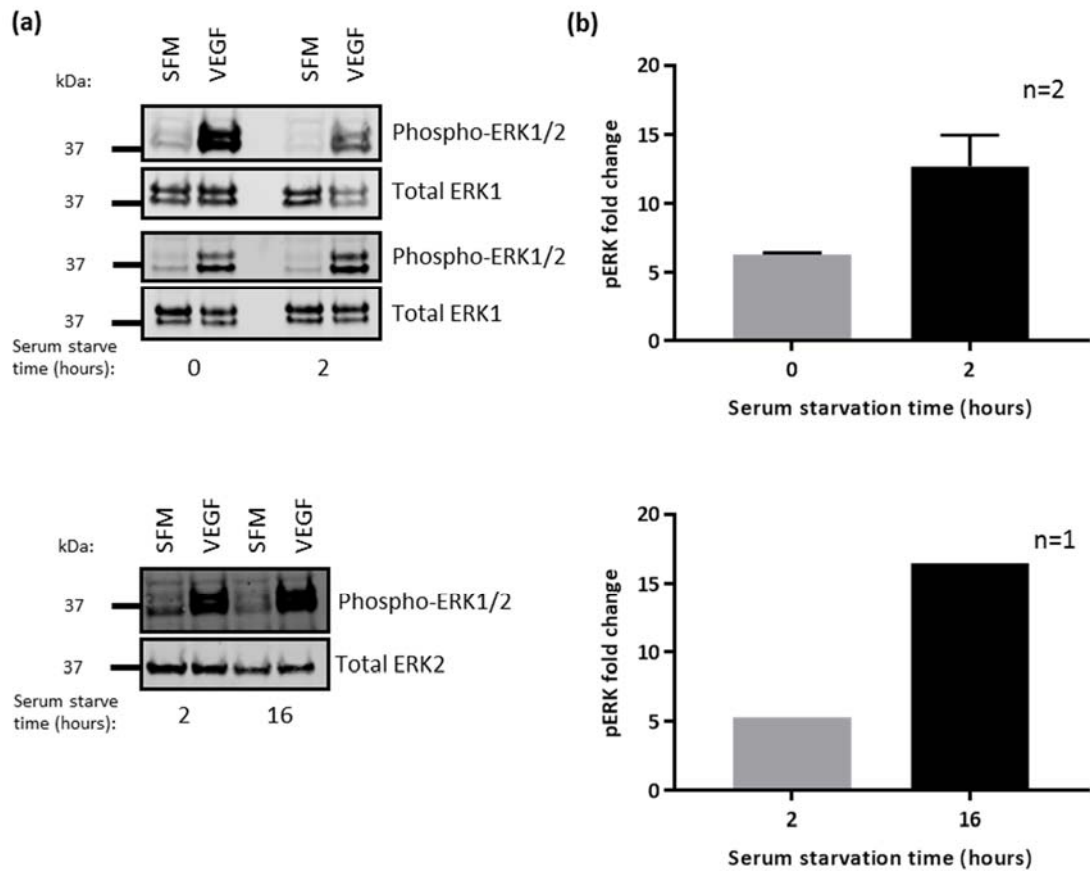 (a)
SFM
VEGF
SFM
VEGF
kDa:
37
Phospho-ERK1/2
37
Total ERK1
37
Phospho-ERK1/2
37
Total ERK1
Serum starve
time (hours):
0
2
SFM
VEGF
SFM
VEGF
kDa:
37
Phospho-ERK1/2
37
Total ERK2
Serum starve
time (hours):
2
16
(b)
n=2
pERK fold change
20
15
10
5
0
0
2
Serum starvation time (hours)
n=1
pERK fold change
20
15
10
5
0
2
16
Serum starvation time (hours)